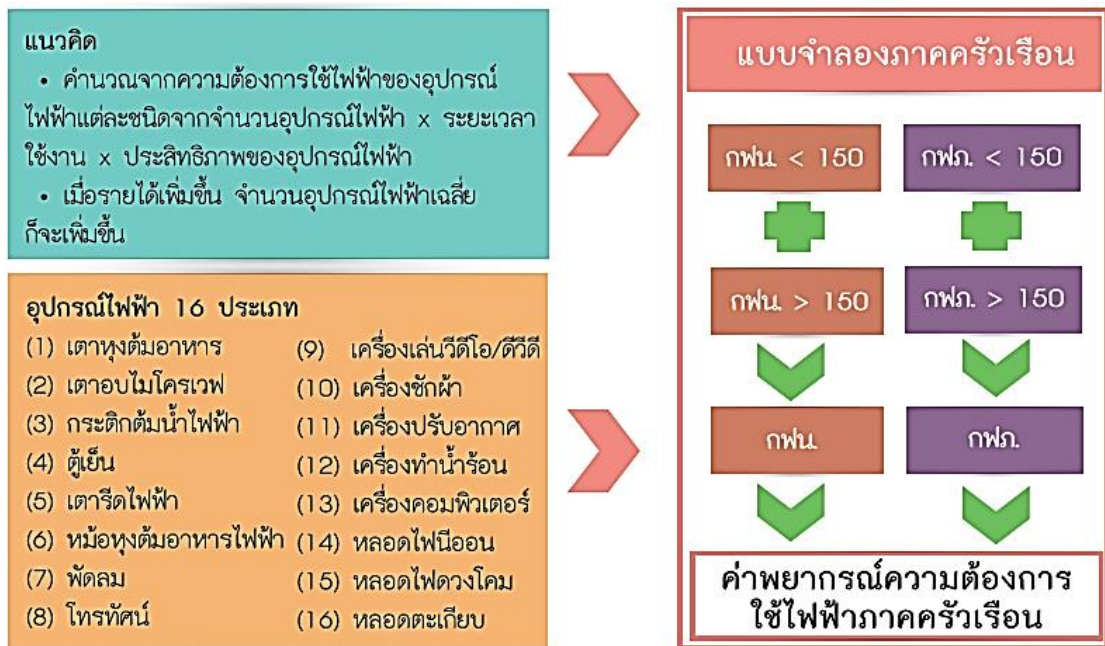 แนวคิด
• คำนวณจากความต้องการใช้ไฟฟ้าของอุปกรณ์
ไฟฟ้าแต่ละชนิดจากจำนวนอุปกรณ์ไฟฟ้า x ระยะเวลา
ใช้งาน x ประสิทธิภาพของอุปกรณ์ไฟฟ้า
• เมื่อรายได้เพิ่มขึ้น จำนวนอุปกรณ์ไฟฟ้าเฉลี่ย
ก็จะเพิ่มขึ้น
อุปกรณ์ไฟฟ้า 16 ประเภท
(1) เตาหุงต้มอาหาร
(2) เตาอบไมโครเวฟ
(3) กระติกต้มน้ำไฟฟ้า
(4) ตู้เย็น
(5) เตารีดไฟฟ้า
(6) หม้อหุงต้มอาหารไฟฟ้า
(7) พัดลม
(8) โทรทัศน์
(9) เครื่องเล่นวีดีโอ/ดีวีดี
(10) เครื่องซักผ้า
(11) เครื่องปรับอากาศ
(12) เครื่องทำน้ำร้อน
(13) เครื่องคอมพิวเตอร์
(14) หลอดไฟนีออน
(15) หลอดไฟดวงโคม
(16) หลอดตะเกียบ
แบบจำลองภาคครัวเรือน
กฟน. < 150
กฟภ. < 150
กฟน. > 150
กฟภ. > 150
กฟน.
กฟภ.
ค่าพยากรณ์ความต้องการ
ใช้ไฟฟ้าภาคครัวเรือน